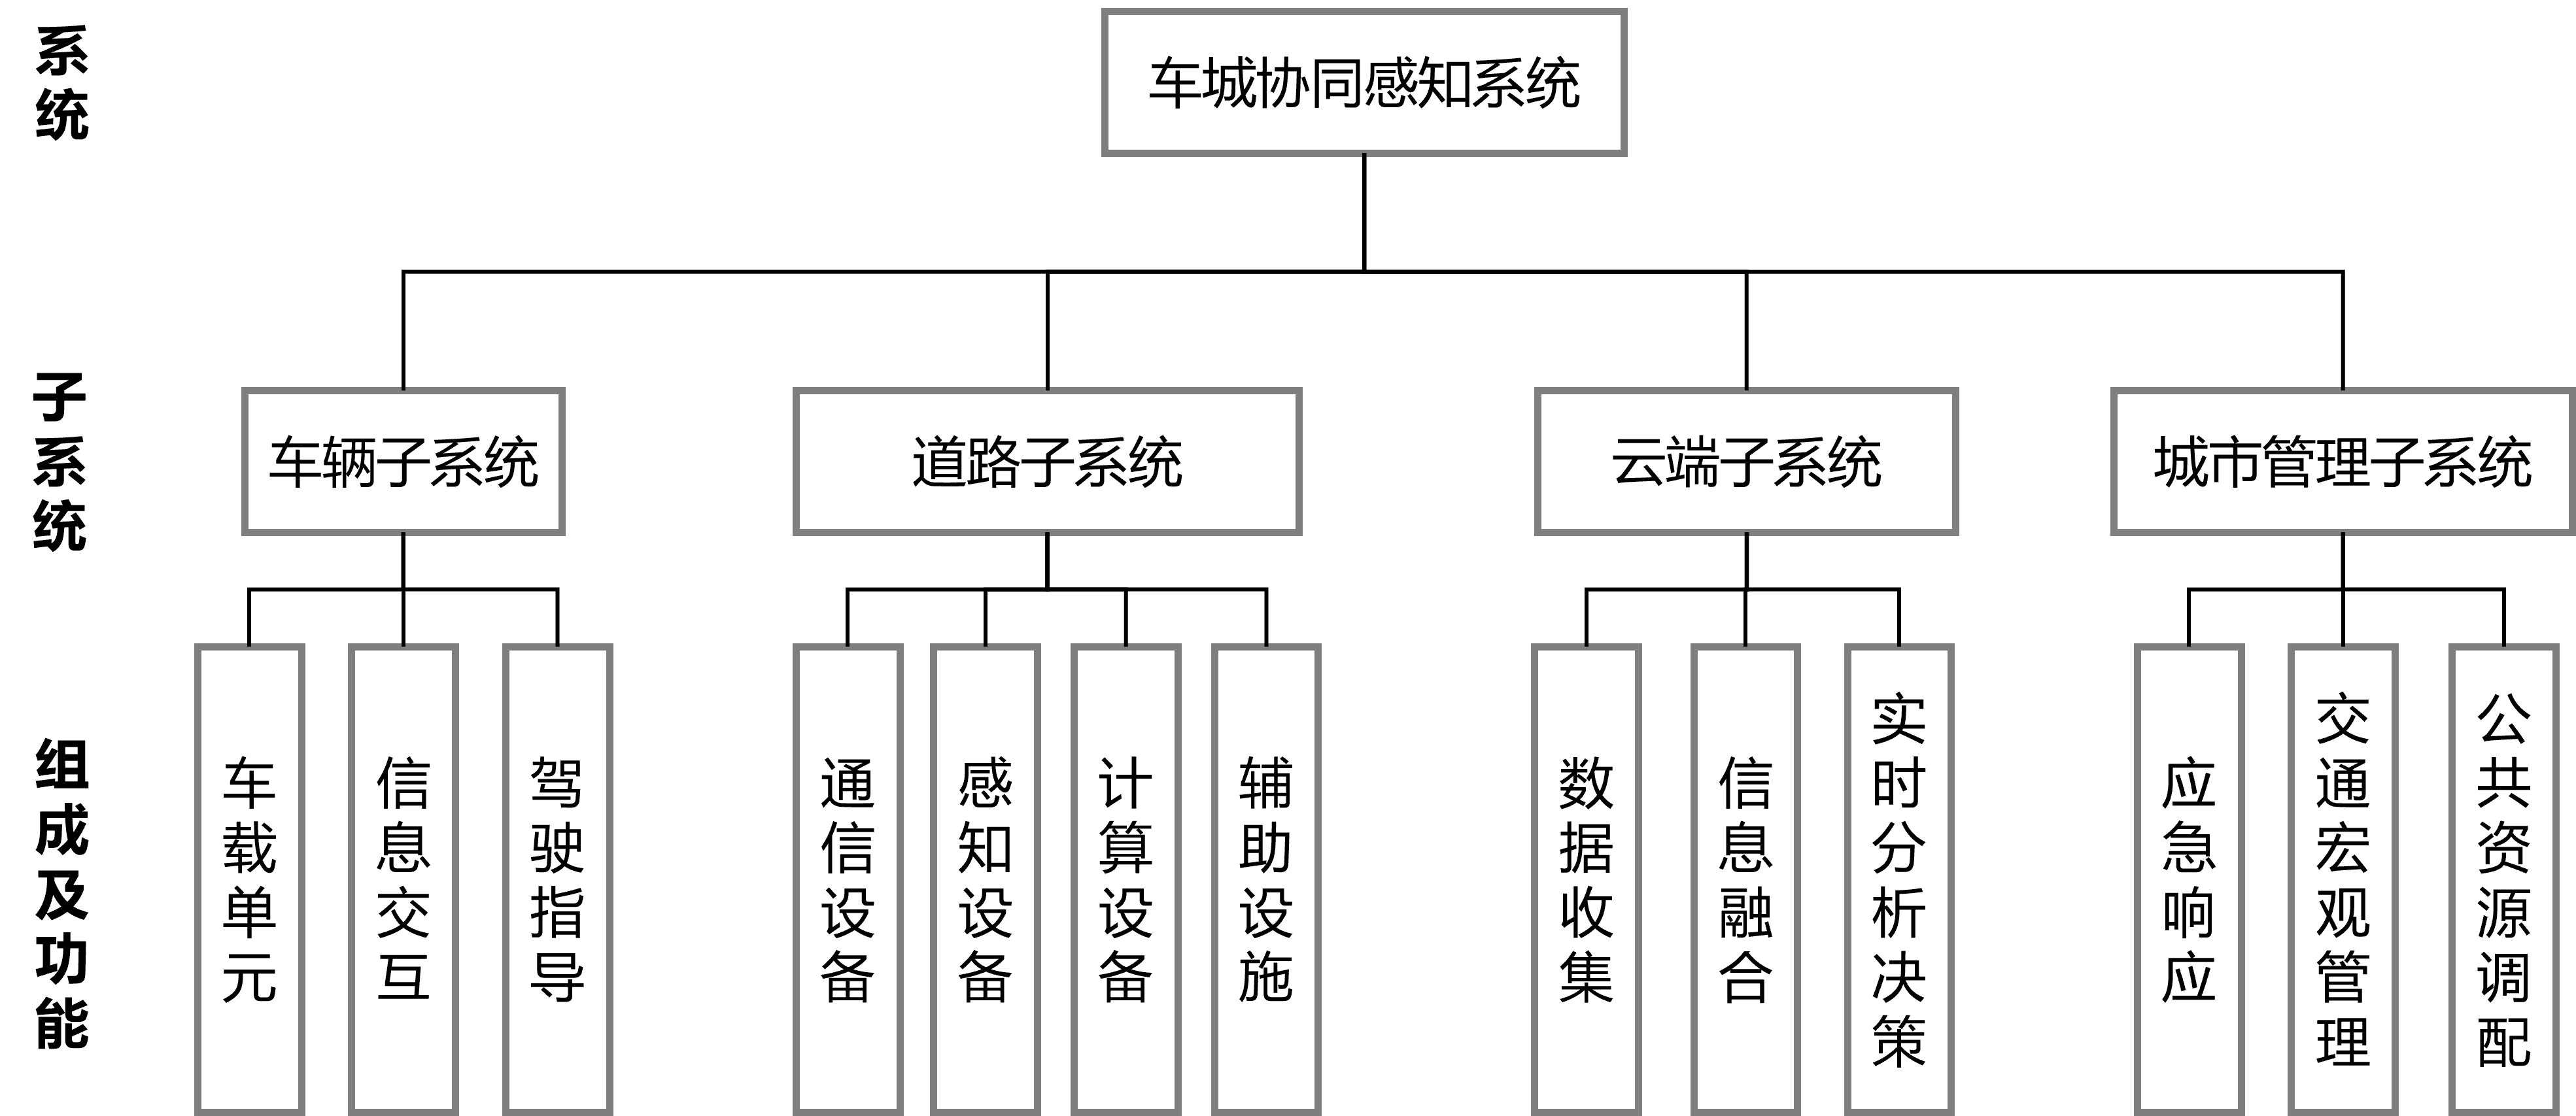 系统
车城协同感知系统
子系统
车辆子系统
道路子系统
云端子系统
城市管理子系统
组成及功能
车载单元
信息交互
驾驶指导
通信设备
感知设备
计算设备
辅助设施
数据收集
信息融合
实时分析决策
应急响应
交通宏观管理
公共资源调配